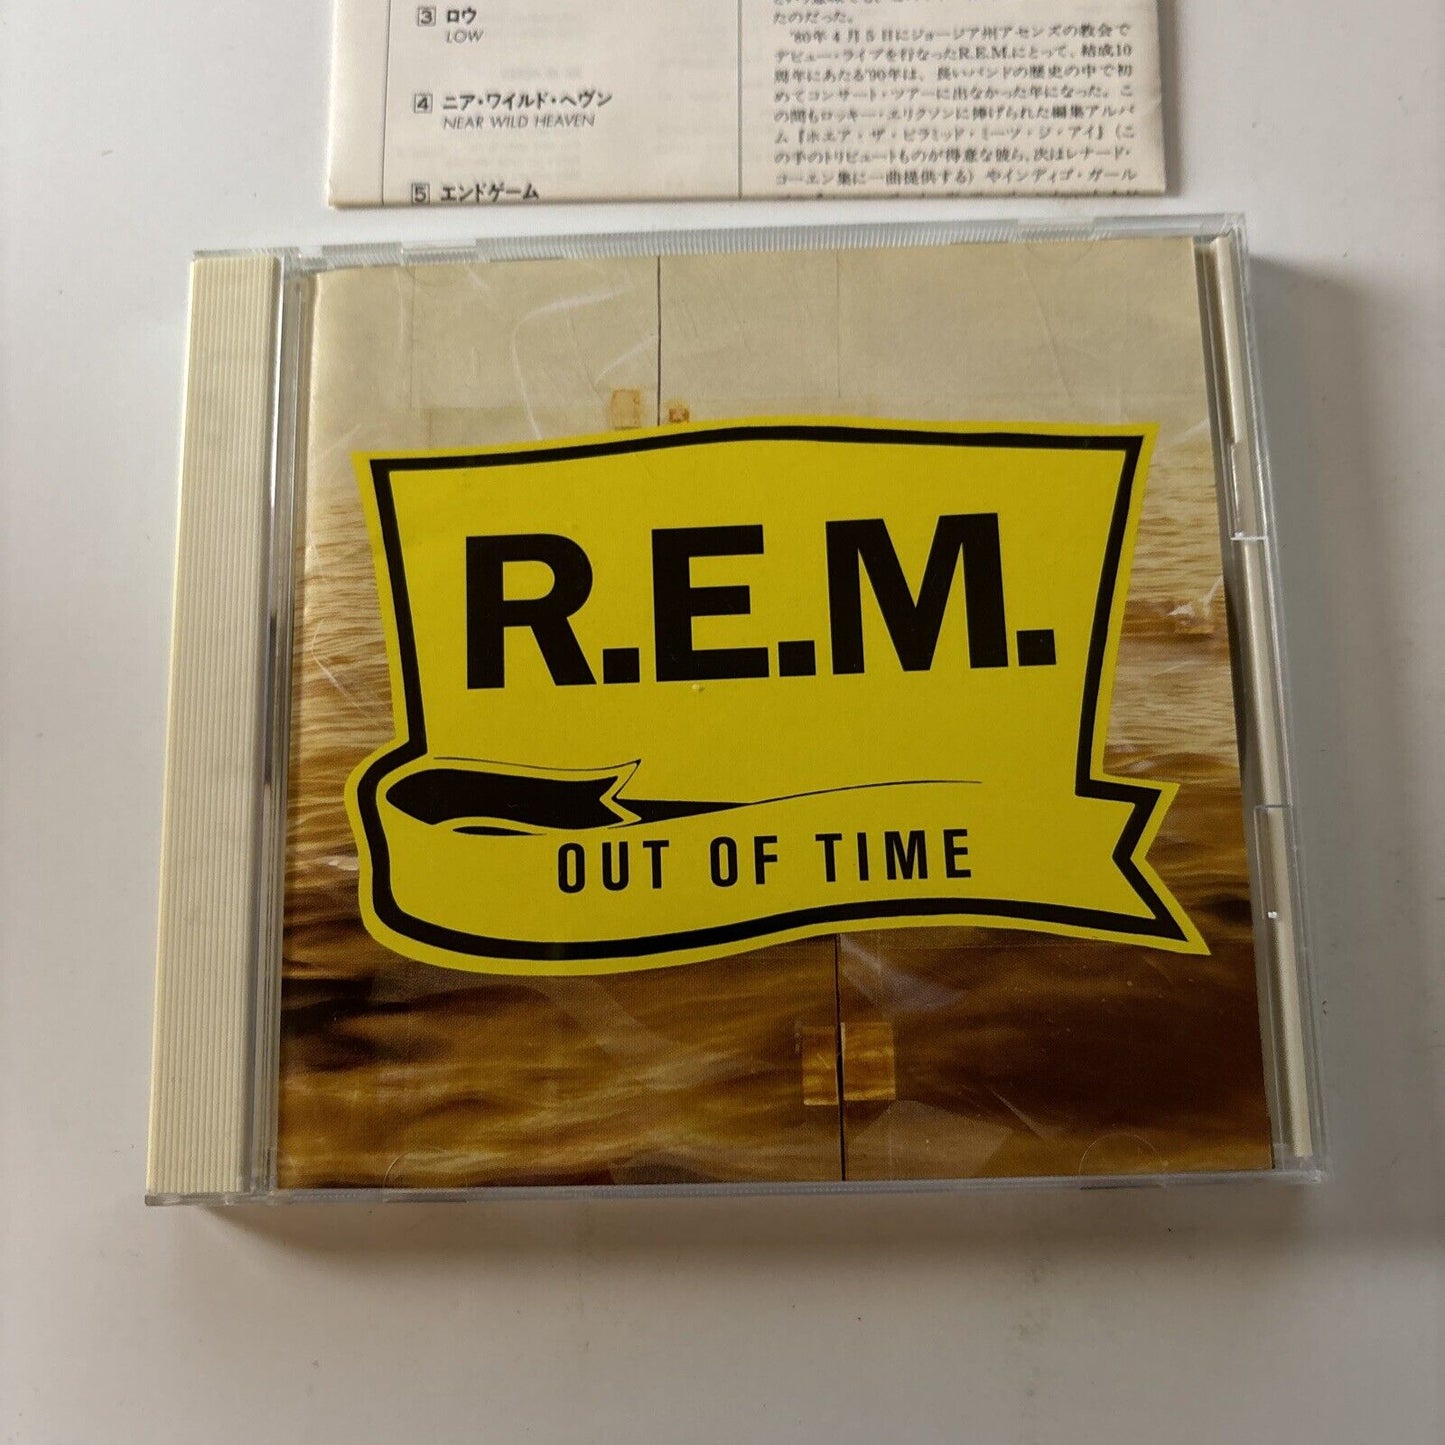 3 ロウ
LOW
4 ニア・ワイルド・ヘヴン
NEAR WILD HEAVEN
5 エンドゲーム
たのだった。
'80年4月5日にジョージア州アセンズの教会で
デビュー・ライブを行なったR.E.M.にとって、結成10
周年にあたる'90年は、長いバンドの歴史の中で初
めてコンサート・ツアーに出なかった年になった。こ
の間もロッキー・エリクソンに捧げられた編集アルバ
ム『ホエア・ザ・ピラミッド・ミーツ・ジ・アイ』(こ
の手のトリビュートものが得意な彼ら、次はレナード・
コーエン集に一曲提供する) やインディゴ・ガール
R.E.M.
OUT OF TIME